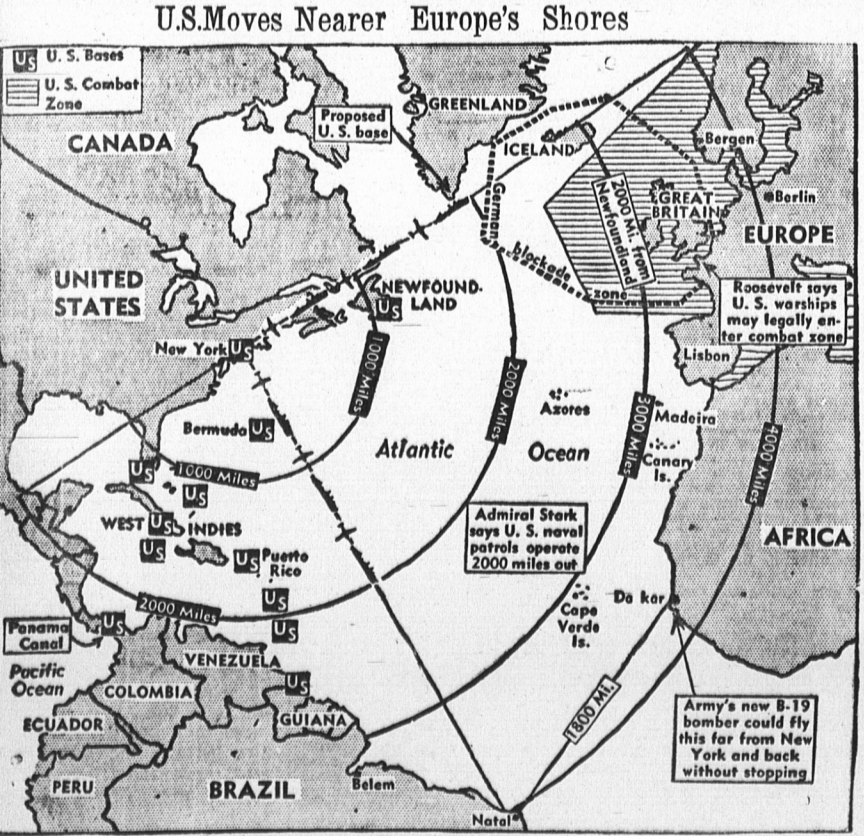 U.S.Moves Nearer Europe's Shores
US U. S. Bases
U. S. Combat
Zone
CANADA
Proposed
U. S. base
GREENLAND
ICELAND
Bergen
Berlin
GREAT
BRITAIN
EUROPE
German
blockade
zone
2000 Mi. from
Newfoundland
UNITED
STATES
NEWFOUND-
LAND
US
Roosevelt says
U. S. warships
may legally en-
ter combat zone
New York US
Lisbon
1000 Miles
2000 Miles
3000 Miles
4000 Miles
Azores
Madeira
Bermuda US
Atlantic
Ocean
Canary
Is.
US
1000 Miles
US
WEST US INDIES
US
US Puerto
Rico
Admiral Stark
says U. S. naval
patrols operate
2000 miles out
AFRICA
US
2000 Miles
US
Cape
Verde
Is.
Da kar
Panama
Canal
US
Pacific
Ocean
VENEZUELA
US
COLOMBIA
GUIANA
ECUADOR
1800 Mi.
Army's new B-19
bomber could fly
this far from New
York and back
without stopping
PERU
BRAZIL
Belem
Natal